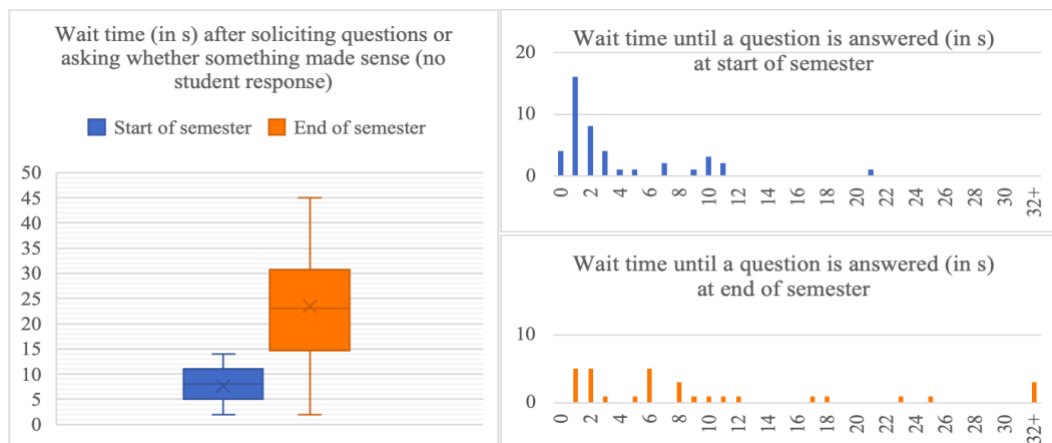 Wait time (in s) after soliciting questions or
asking whether something made sense (no
student response)
Start of semester End of semester
50
45
40
35
30
25
20
15
10
5
0
Wait time until a question is answered (in s)
at start of semester
20
10
0
0 2 4 6 8 10 12 14 16 18 20 22 24 26 28 30 32+
Wait time until a question is answered (in s)
at end of semester
10
0
0 2 4 6 8 10 12 14 16 18 20 22 24 26 28 30 32+